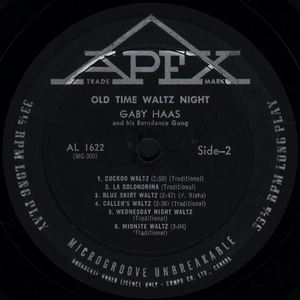 APEX
TRADE MARK
OLD TIME WALTZ NIGHT
GABY HAAS
and his Barndance Gang
AL 1622
(MG-300)
Side-2
1. CUCKOO WALTZ (2:50) (Traditional)
2. LA GOLONDRINA (Traditional)
3. BLUE SKIRT WALTZ (2:47) (V. Blaha)
4. CALLER'S WALTZ (2:38) (Traditional)
5. WEDNESDAY NIGHT WALTZ
(Traditional)
6. MIDNITE WALTZ (3:04)
(Traditional)
33⅓ RPM LONG PLAY
33⅓ RPM LONG PLAY
MICROGROOVE UNBREAKABLE
BROADCAST UNDER LICENCE ONLY - COMPO CO. LTD., CANADA